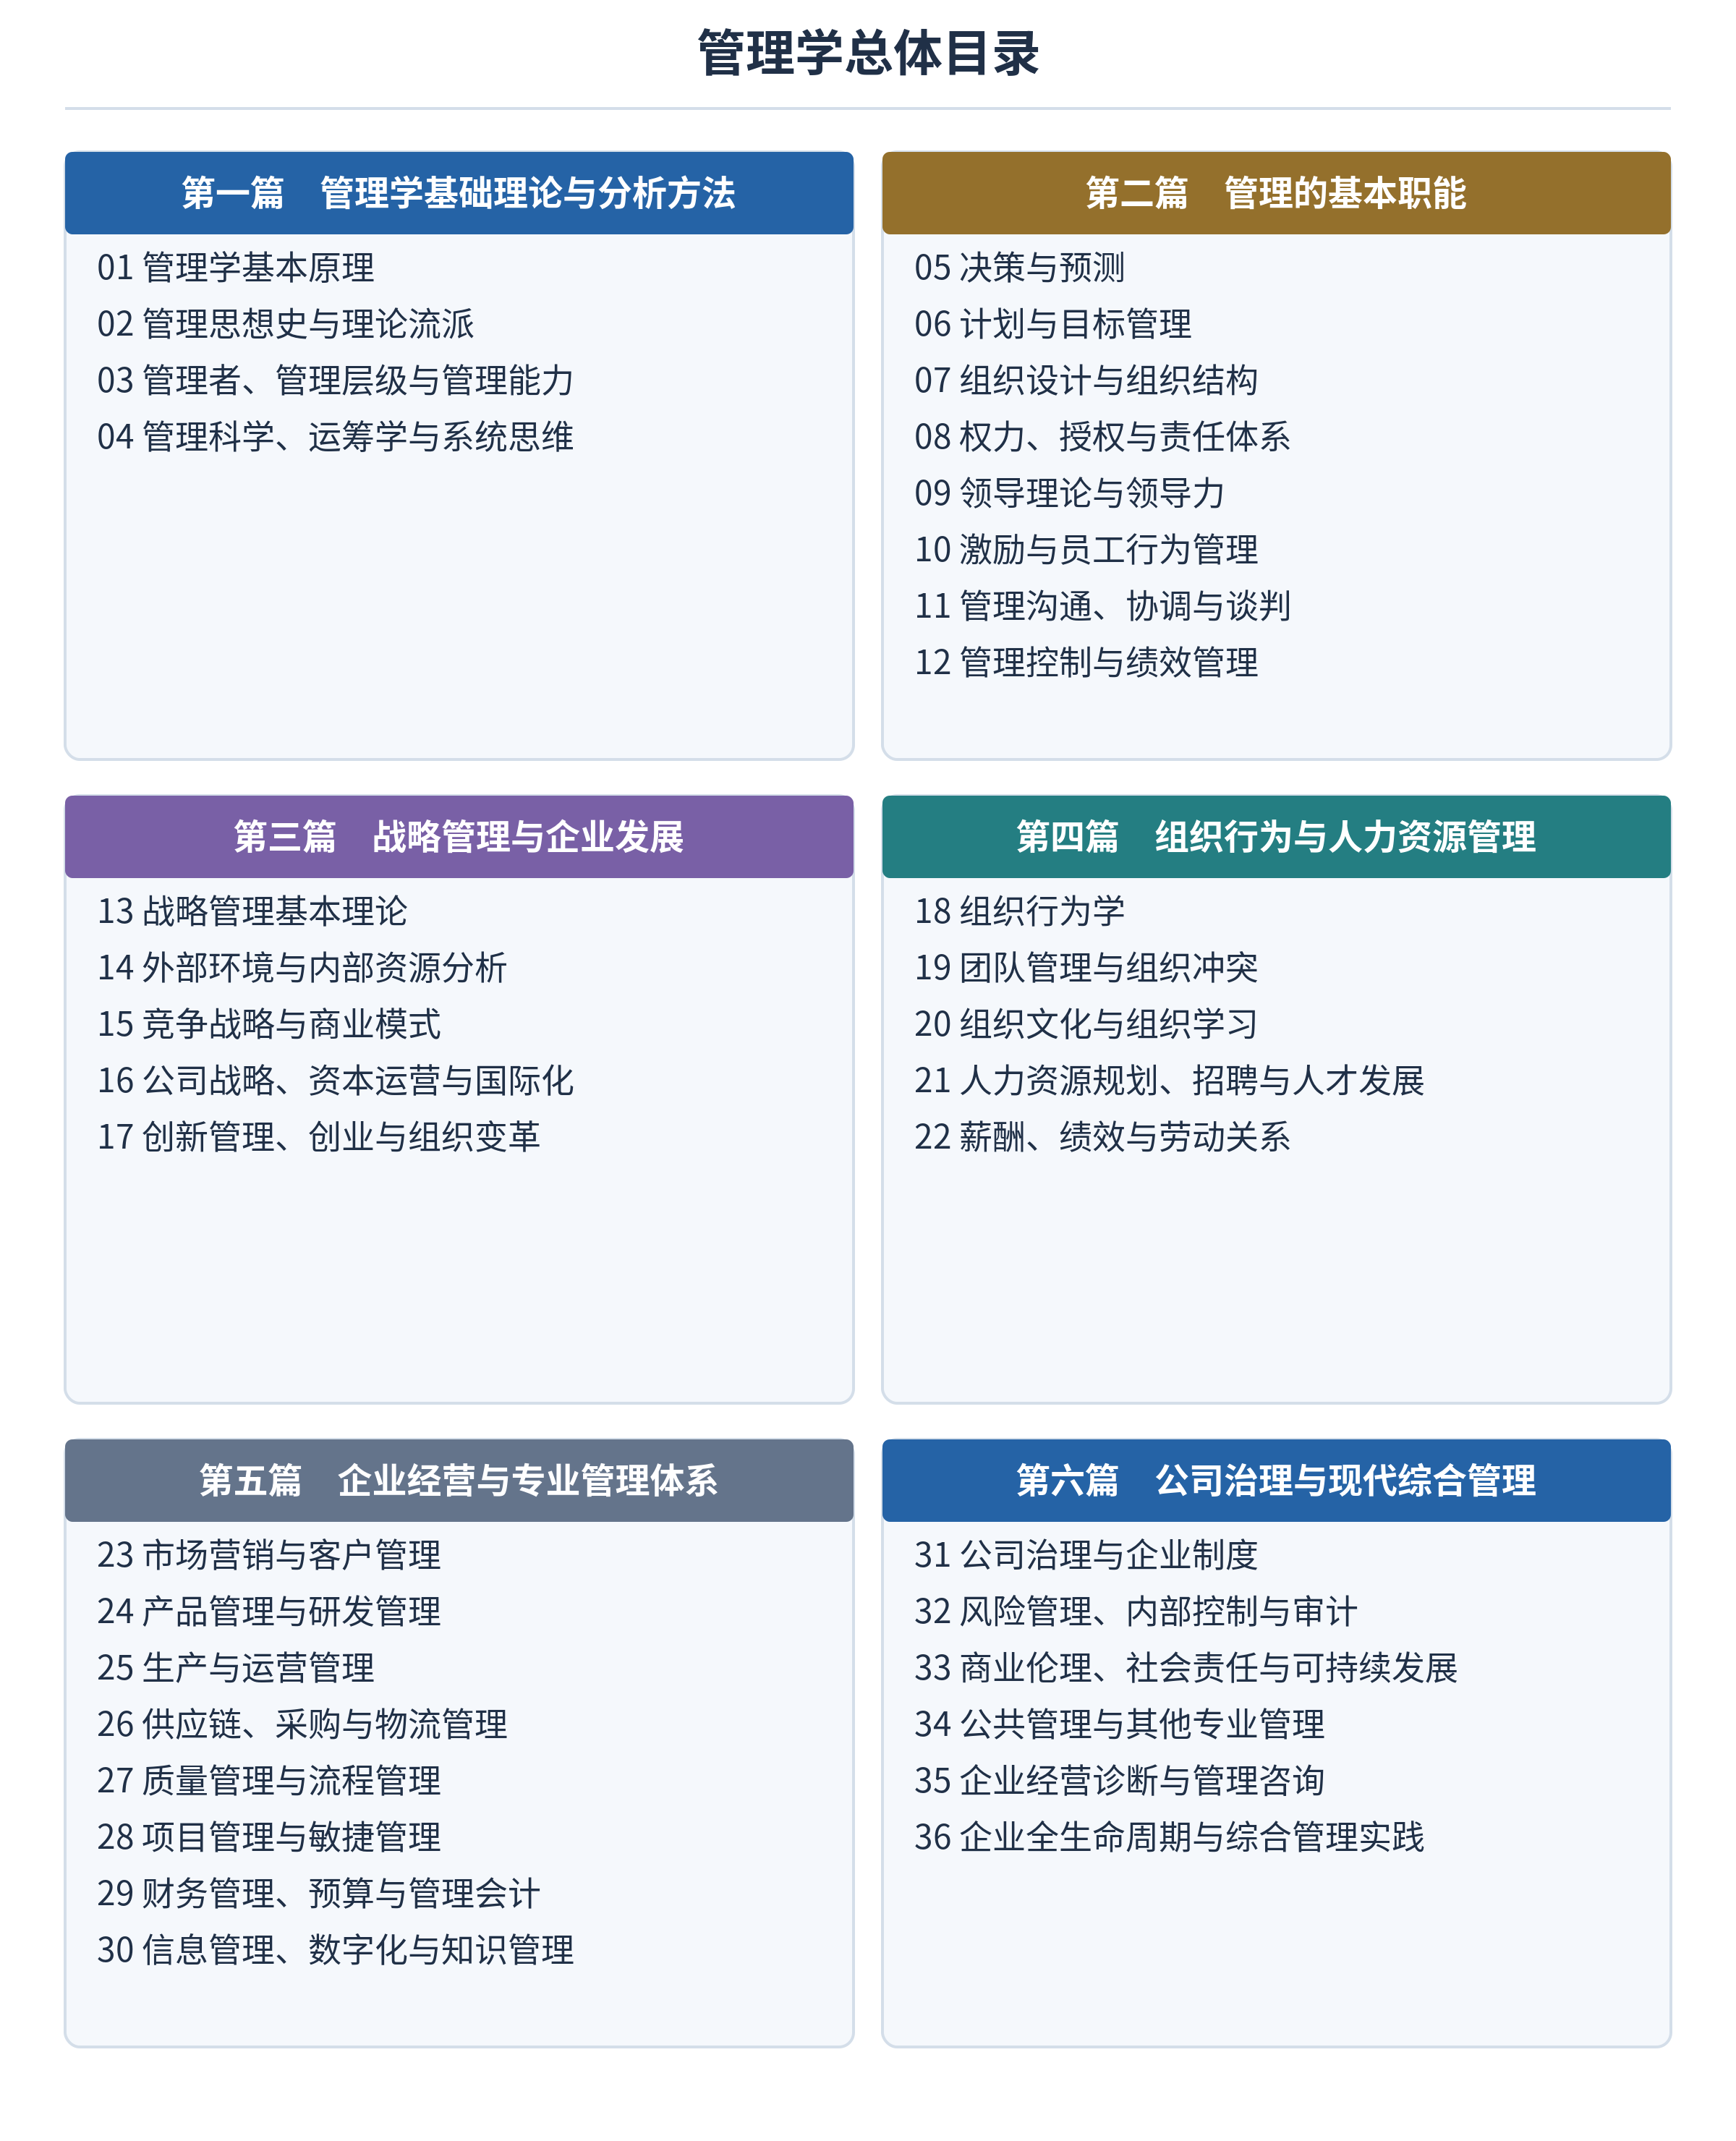 管理学总体目录
第一篇　管理学基础理论与分析方法
01 管理学基本原理
02 管理思想史与理论流派
03 管理者、管理层级与管理能力
04 管理科学、运筹学与系统思维
第二篇　管理的基本职能
05 决策与预测
06 计划与目标管理
07 组织设计与组织结构
08 权力、授权与责任体系
09 领导理论与领导力
10 激励与员工行为管理
11 管理沟通、协调与谈判
12 管理控制与绩效管理
第三篇　战略管理与企业发展
13 战略管理基本理论
14 外部环境与内部资源分析
15 竞争战略与商业模式
16 公司战略、资本运营与国际化
17 创新管理、创业与组织变革
第四篇　组织行为与人力资源管理
18 组织行为学
19 团队管理与组织冲突
20 组织文化与组织学习
21 人力资源规划、招聘与人才发展
22 薪酬、绩效与劳动关系
第五篇　企业经营与专业管理体系
23 市场营销与客户管理
24 产品管理与研发管理
25 生产与运营管理
26 供应链、采购与物流管理
27 质量管理与流程管理
28 项目管理与敏捷管理
29 财务管理、预算与管理会计
30 信息管理、数字化与知识管理
第六篇　公司治理与现代综合管理
31 公司治理与企业制度
32 风险管理、内部控制与审计
33 商业伦理、社会责任与可持续发展
34 公共管理与其他专业管理
35 企业经营诊断与管理咨询
36 企业全生命周期与综合管理实践